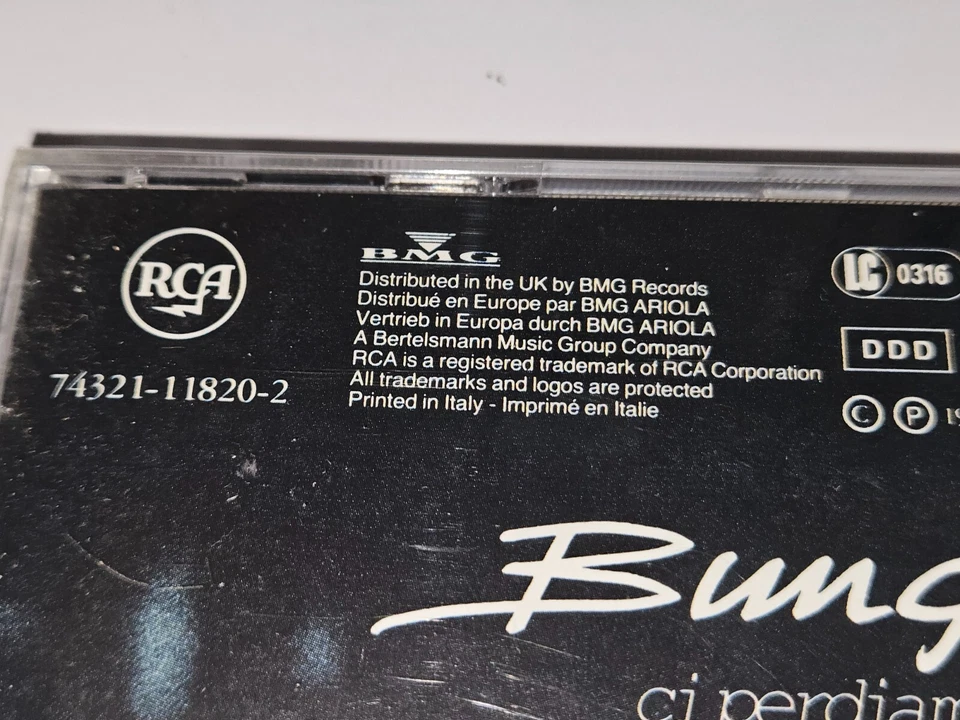 RCA
74321-11820-2
BMG
Distributed in the UK by BMG Records
Distribué en Europe par BMG ARIOLA
Vertrieb in Europa durch BMG ARIOLA
A Bertelsmann Music Group Company
RCA is a registered trademark of RCA Corporation
All trademarks and logos are protected
Printed in Italy - Imprimé en Italie
LC 0316
DDD
© ℗